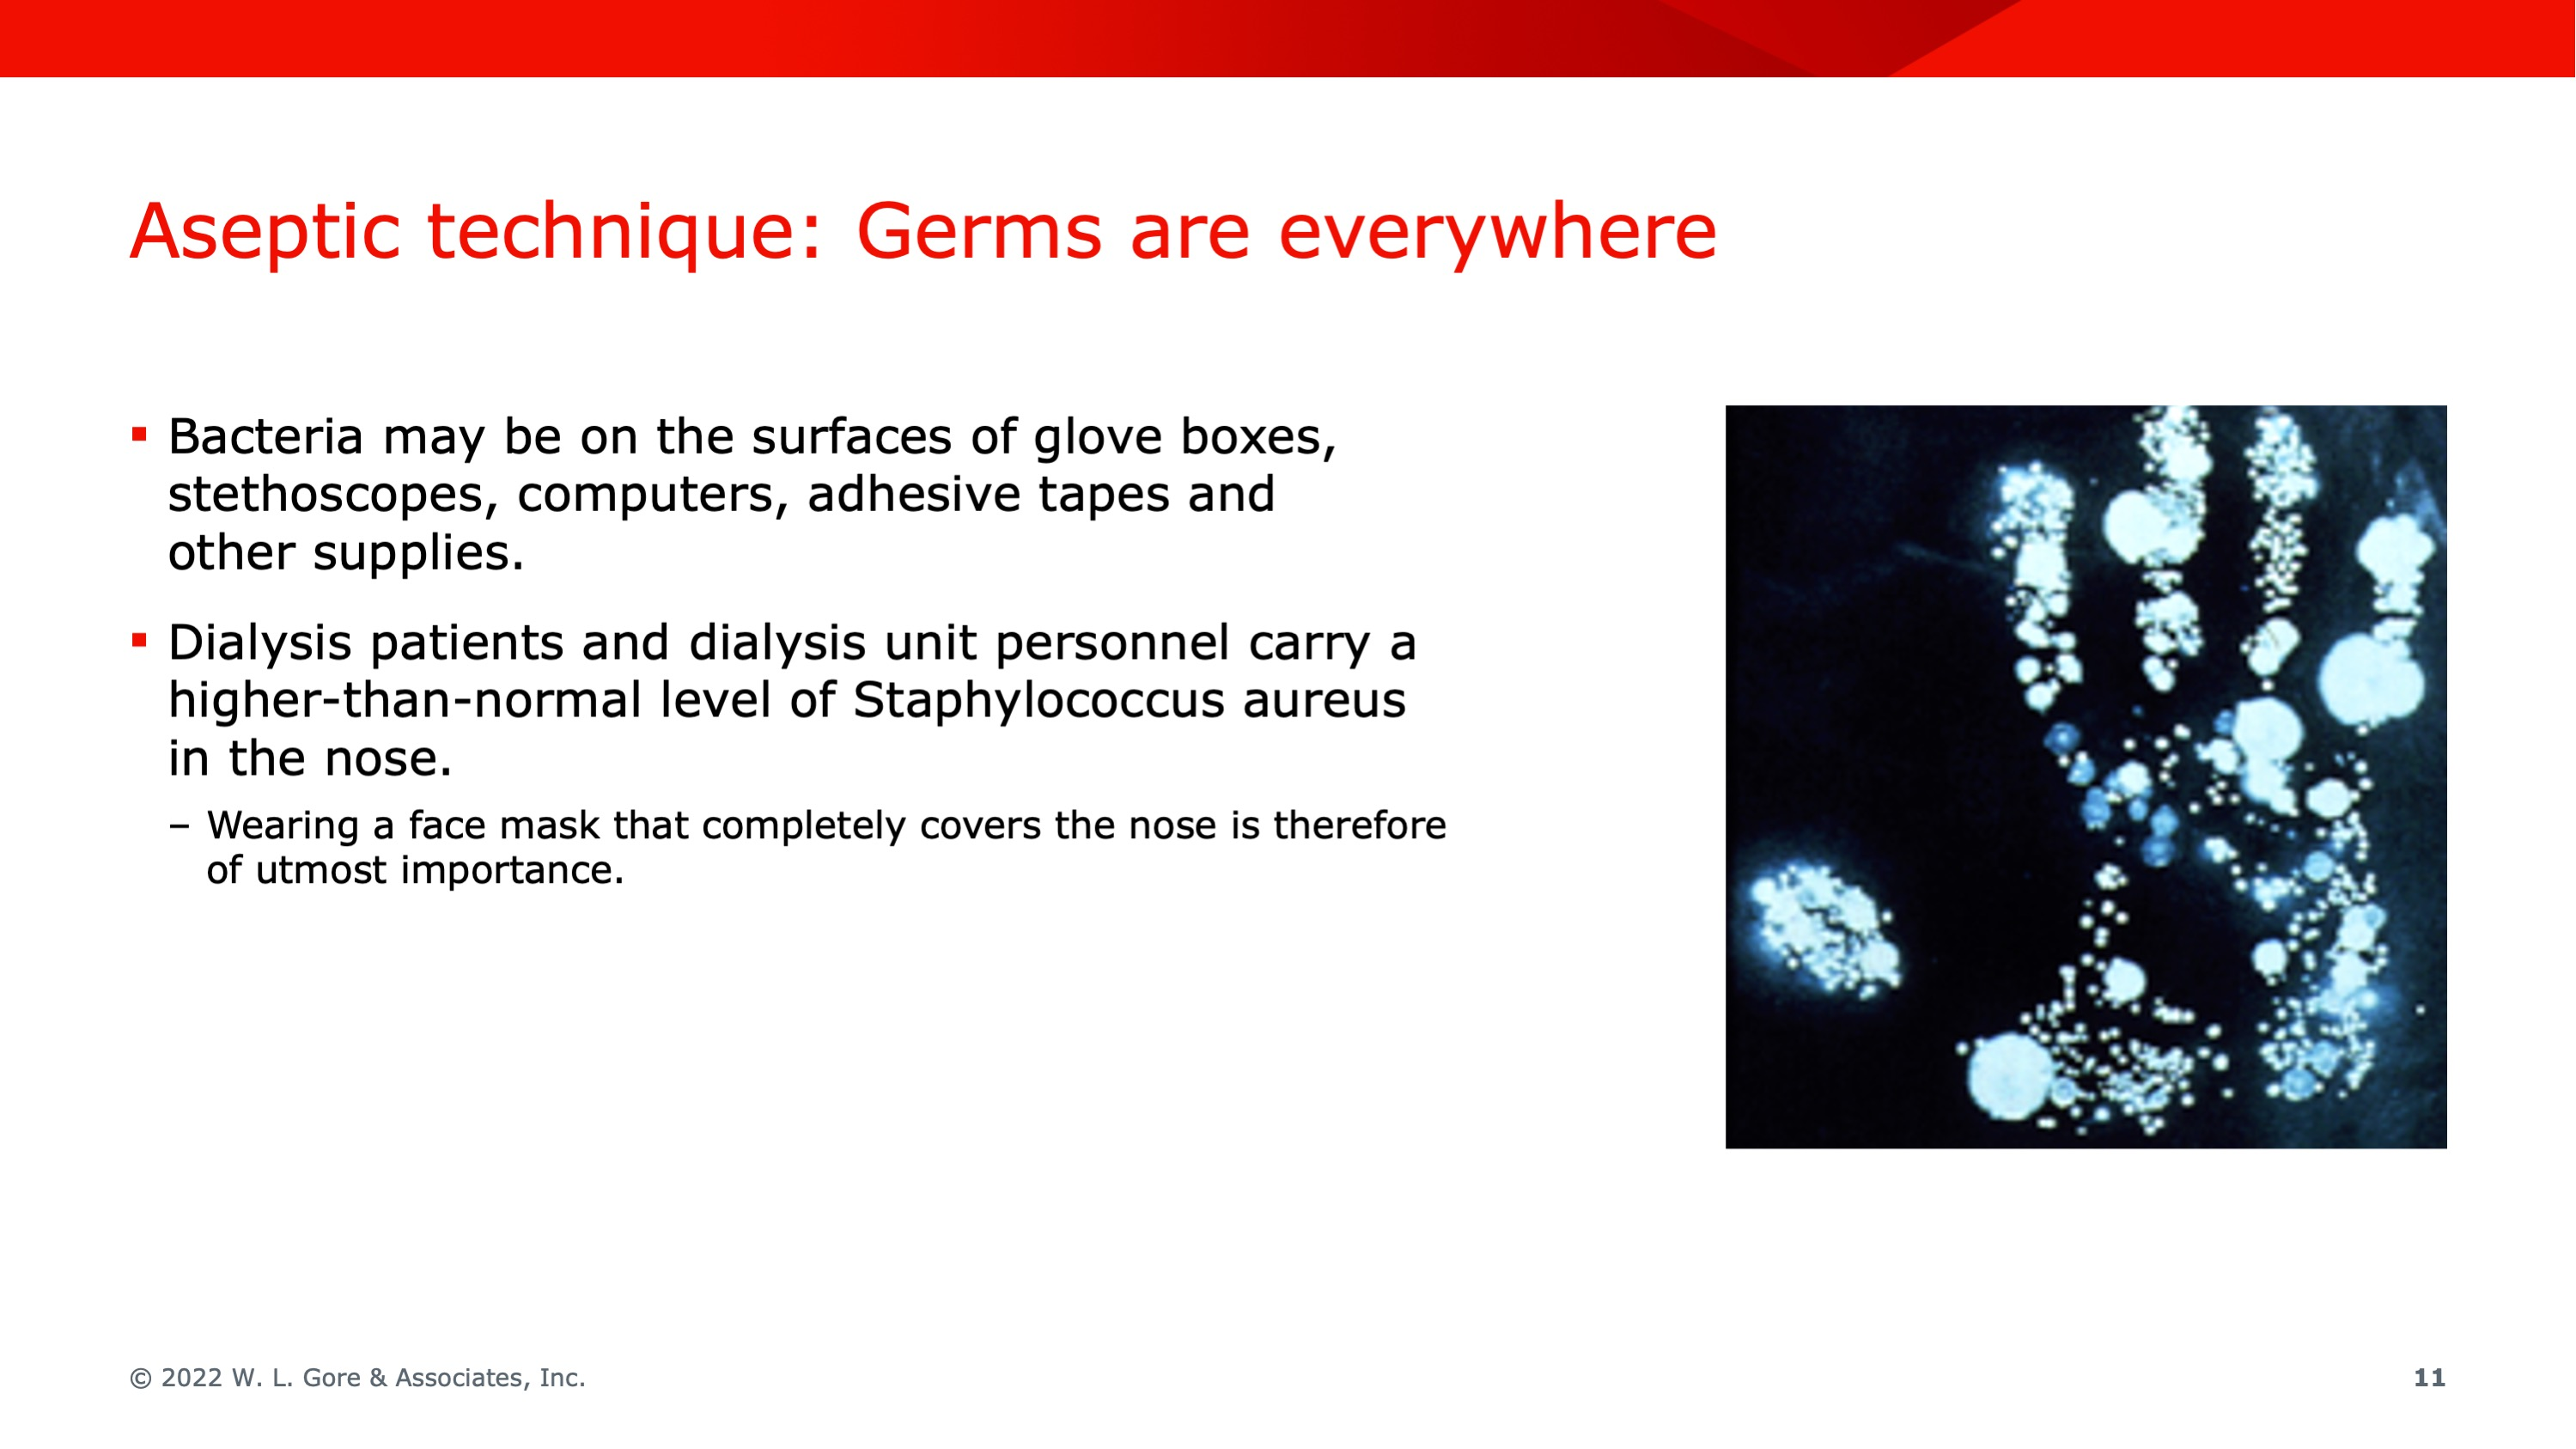 Aseptic technique: Germs are everywhere
▪ Bacteria may be on the surfaces of glove boxes,
stethoscopes, computers, adhesive tapes and
other supplies.
▪ Dialysis patients and dialysis unit personnel carry a
higher-than-normal level of Staphylococcus aureus
in the nose.
– Wearing a face mask that completely covers the nose is therefore
of utmost importance.
© 2022 W. L. Gore & Associates, Inc.
11